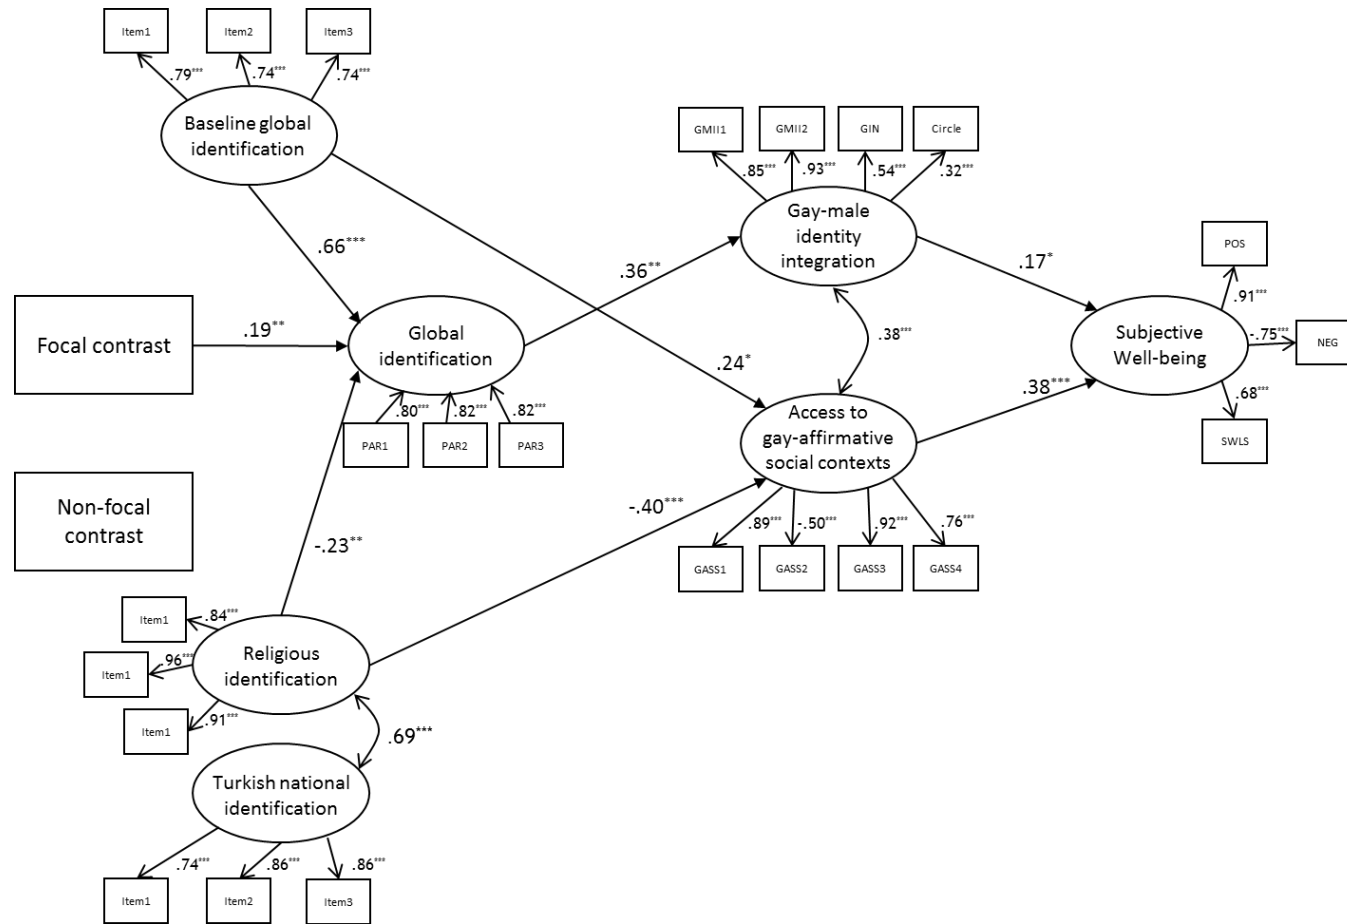 Item1
Item2
Item3
.79***
.74***
.74***
Baseline global
identification
GMII1
GMII2
GIN
Circle
.85***
.93***
.54***
.32***
Gay-male
identity
integration
.66***
.36**
.17*
POS
.91***
Focal contrast
.19**
Global
identification
.38***
Subjective
Well-being
-.75***
NEG
.24*
.38***
.68***
SWLS
.80***
.82***
.82***
PAR1
PAR2
PAR3
Access to
gay-affirmative
social contexts
Non-focal
contrast
-.23**
-.40***
.89***
-.50***
.92***
.76***
GASS1
GASS2
GASS3
GASS4
Item1
.84***
Item1
.96***
Item1
.91***
Religious
identification
.69***
Turkish national
identification
.74***
.86***
.86***
Item1
Item2
Item3